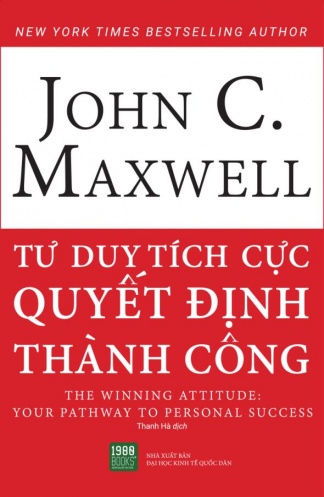 NEW YORK TIMES BESTSELLING AUTHOR
JOHN C.
MAXWELL
TƯ DUY TÍCH CỰC
QUYẾT ĐỊNH
THÀNH CÔNG
THE WINNING ATTITUDE:
YOUR PATHWAY TO PERSONAL SUCCESS
Thanh Hà dịch
1980
BOOKS
NHÀ XUẤT BẢN
ĐẠI HỌC KINH TẾ QUỐC DÂN